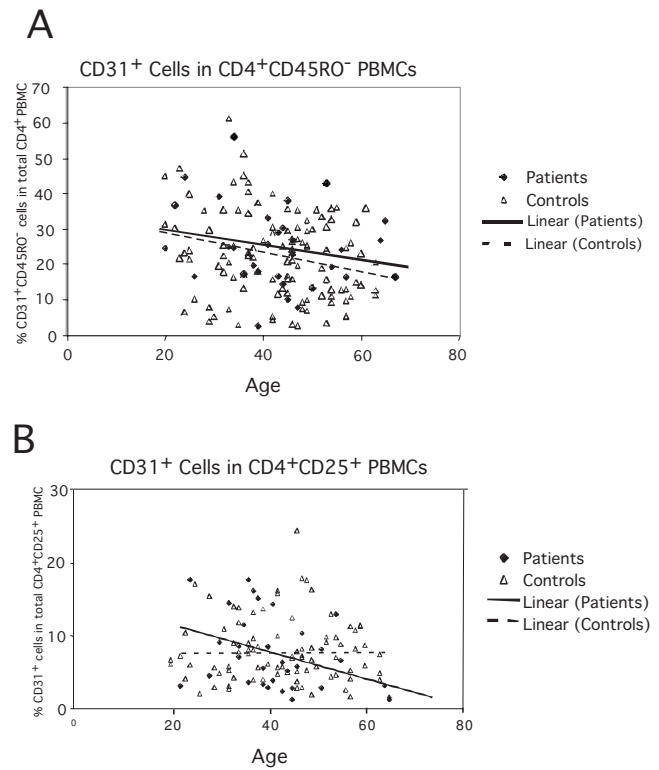 A
CD31+ Cells in CD4+CD45RO- PBMCs
% CD31+CD45RO- cells in total CD4+ PBMC
70
60
50
40
30
20
10
0
0 20 40 60 80
Age
Patients
Controls
Linear (Patients)
Linear (Controls)
B
CD31+ Cells in CD4+CD25+ PBMCs
% CD31+ cells in total CD4+CD25+ PBMC
30
20
10
0
0 20 40 60 80
Age
Patients
Controls
Linear (Patients)
Linear (Controls)